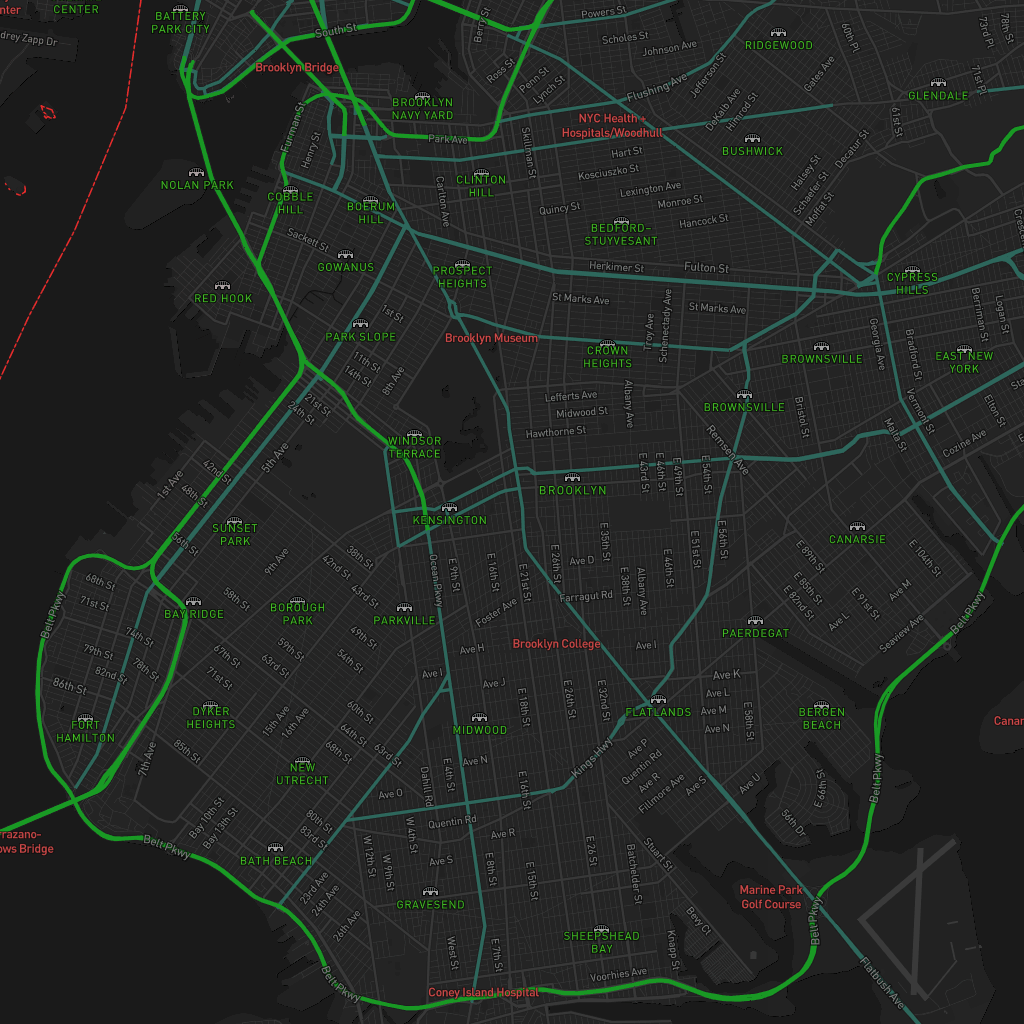 CENTER
BATTERY
PARK CITY
South St
Berry St
Powers St
Scholes St
Johnson Ave
RIDGEWOOD
60th Pl
73rd Pl
78th St
drey Zapp Dr
Brooklyn Bridge
Ross St
Penn St
Lynch St
Flushing Ave
Jefferson St
Gates Ave
71st Pl
GLENDALE
BROOKLYN
NAVY YARD
Furman St
Henry St
Park Ave
Skillman St
NYC Health +
Hospitals/Woodhull
DeKalb Ave
Himrod St
61st St
BUSHWICK
Hart St
Kosciuszko St
Decatur St
Halsey St
Schaefer St
Moffat St
NOLAN PARK
COBBLE
HILL
BOERUM
HILL
CLINTON
HILL
Carlton Ave
Lexington Ave
Monroe St
Quincy St
Hancock St
BEDFORD-
STUYVESANT
Sackett St
GOWANUS
PROSPECT
HEIGHTS
Herkimer St
Fulton St
CYPRESS
HILLS
RED HOOK
1st St
St Marks Ave
St Marks Ave
Troy Ave
Schenectady Ave
Berriman St
Logan St
Georgia Ave
Bradford St
PARK SLOPE
Brooklyn Museum
CROWN
HEIGHTS
BROWNSVILLE
EAST NEW
YORK
11th St
14th St
8th Ave
21st St
24th St
Lefferts Ave
Midwood St
Hawthorne St
Albany Ave
BROWNSVILLE
Bristol St
Vermont St
Malta St
Elton St
Cozine Ave
Remsen Ave
WINDSOR
TERRACE
5th Ave
1st Ave
42nd St
48th St
56th St
E 43rd St
E 46th St
E 49th St
E 54th St
BROOKLYN
KENSINGTON
SUNSET
PARK
CANARSIE
E 35th St
E 51st St
E 56th St
E 89th St
E 104th St
9th Ave
38th St
42nd St
43rd St
Ocean Pkwy
E 9th St
E 16th St
E 21st St
E 26th St
Ave D
E 38th St
Albany Ave
E 46th St
E 85th St
E 82nd St
E 91st St
Ave M
Ave L
Seaview Ave
Belt Pkwy
68th St
71st St
Belt Pkwy
58th St
BAY RIDGE
BOROUGH
PARK
PARKVILLE
Farragut Rd
Foster Ave
PAERDEGAT
74th St
79th St
82nd St
78th St
86th St
67th St
71st St
59th St
63rd St
49th St
54th St
Ave H
Brooklyn College
Ave I
Ave I
Ave J
Ave K
Ave L
Ave M
Ave N
E 18th St
E 26th St
E 32nd St
E 58th St
FLATLANDS
BERGEN
BEACH
Canar
FORT
HAMILTON
DYKER
HEIGHTS
15th Ave
16th Ave
60th St
64th St
68th St
63rd St
MIDWOOD
7th Ave
85th St
NEW
UTRECHT
Dahill Rd
E 4th St
Ave N
E 16th St
Kings Hwy
Ave P
Quentin Rd
Ave R
Fillmore Ave
Ave S
Ave U
E 66th St
56th Dr
Belt Pkwy
razano-
ows Bridge
Bay 10th St
Bay 13th St
Belt Pkwy
80th St
83rd St
Ave O
Quentin Rd
Ave R
BATH BEACH
W 12th St
W 9th St
W 4th St
Ave S
E 8th St
E 15th St
E 26 St
Batchelder St
Stuart St
23rd Ave
24th Ave
26th Ave
GRAVESEND
Marine Park
Golf Course
Bevy Ct
Knapp St
SHEEPSHEAD
BAY
West St
E 7th St
Voorhies Ave
Belt Pkwy
Belt Pkwy
Coney Island Hospital
Flatbush Ave